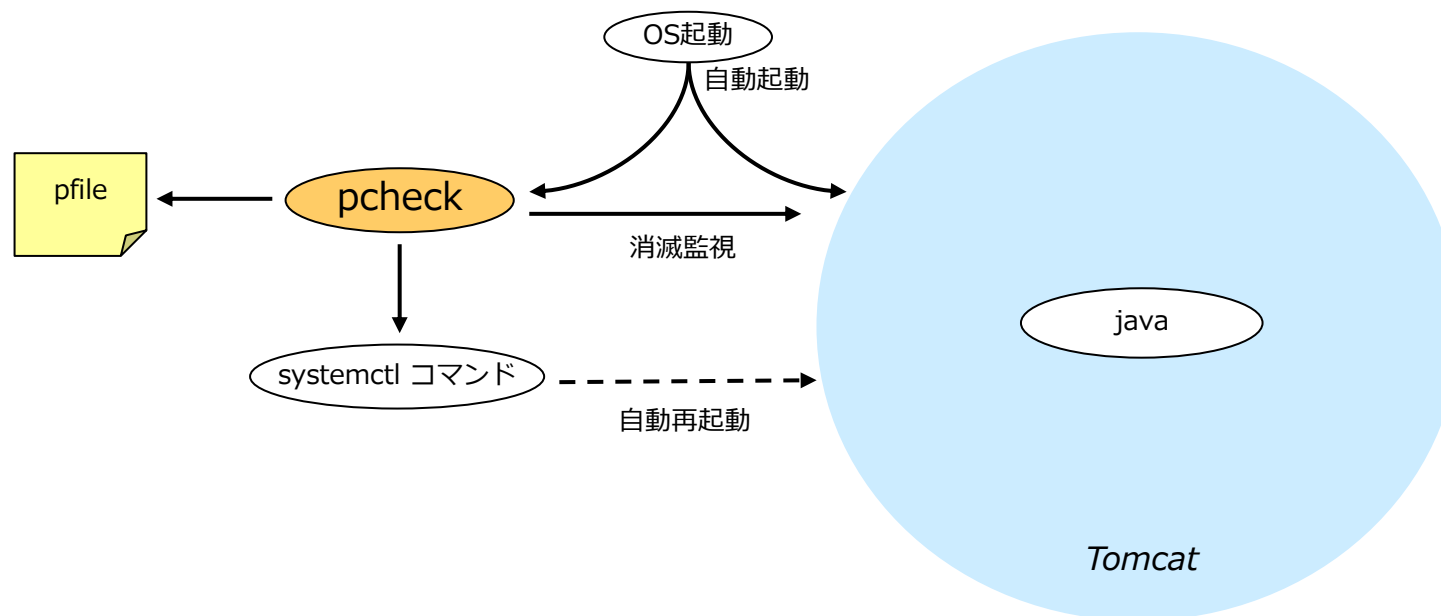 OS起動
自動起動
pfile
pcheck
消滅監視
java
systemctl コマンド
自動再起動
Tomcat